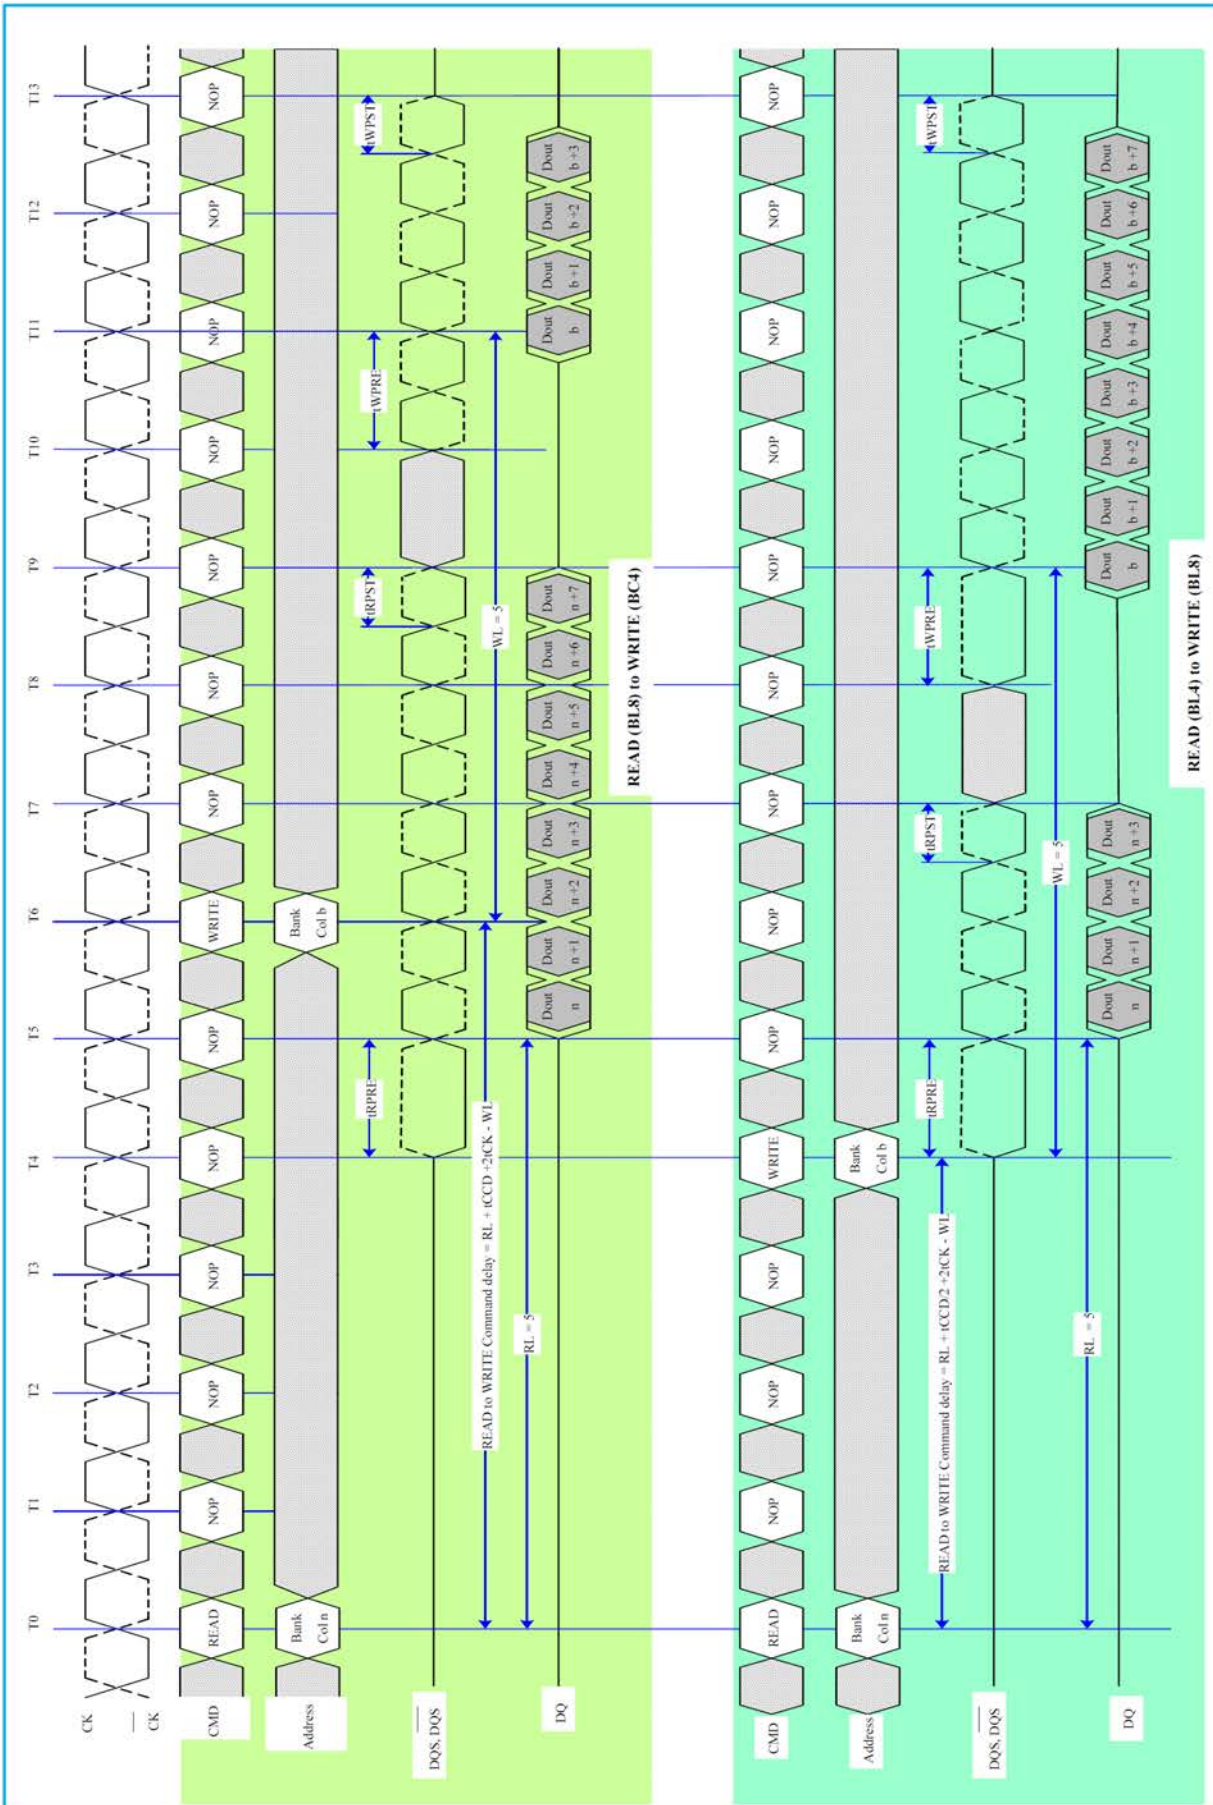 T0 T1 T2 T3 T4 T5 T6 T7 T8 T9 T10 T11 T12 T13
CK
CK
CMD READ NOP NOP NOP NOP NOP WRITE NOP NOP NOP NOP NOP NOP NOP
Bank Bank
Address
Col n Col b
tRPRE tRPST tWPRE tWPST
DQS, DQS
READ to WRITE Command delay = RL + tCCD +2tCK - WL WL = 5
RL = 5
Dout Dout Dout Dout Dout Dout Dout Dout Dout Dout Dout Dout
DQ
n n +1 n +2 n +3 n +4 n +5 n +6 n +7 b b +1 b +2 b +3
READ (BL8) to WRITE (BC4)
CMD READ NOP NOP NOP WRITE NOP NOP NOP NOP NOP NOP NOP NOP NOP
Bank Bank
Address
Col n Col b
tRPRE tRPST tWPRE tWPST
READ to WRITE Command delay = RL + tCCD/2 +2tCK - WL
DQS, DQS
WL = 5
RL = 5
Dout Dout Dout Dout Dout Dout Dout Dout Dout Dout Dout Dout
DQ
n n +1 n +2 n +3 b b +1 b +2 b +3 b +4 b +5 b +6 b +7
READ (BL4) to WRITE (BL8)